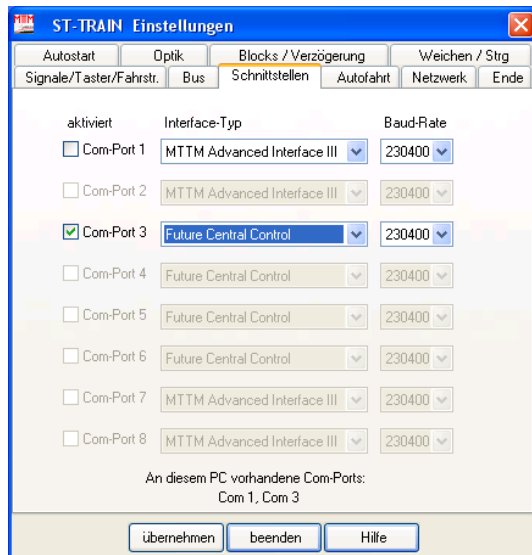 MEM ST-TRAIN Einstellungen
Autostart Optik Blocks / Verzögerung Weichen / Strg
Signale/Taster/Fahrstr. Bus Schnittstellen Autofahrt Netzwerk Ende
aktiviert Interface-Typ Baud-Rate
Com-Port 1 MTTM Advanced Interface III 230400
Com-Port 2 MTTM Advanced Interface III 230400
Com-Port 3 Future Central Control 230400
Com-Port 4 Future Central Control 230400
Com-Port 5 Future Central Control 230400
Com-Port 6 Future Central Control 230400
Com-Port 7 MTTM Advanced Interface III 230400
Com-Port 8 MTTM Advanced Interface III 230400
An diesem PC vorhandene Com-Ports:
Com 1, Com 3
übernehmen beenden Hilfe